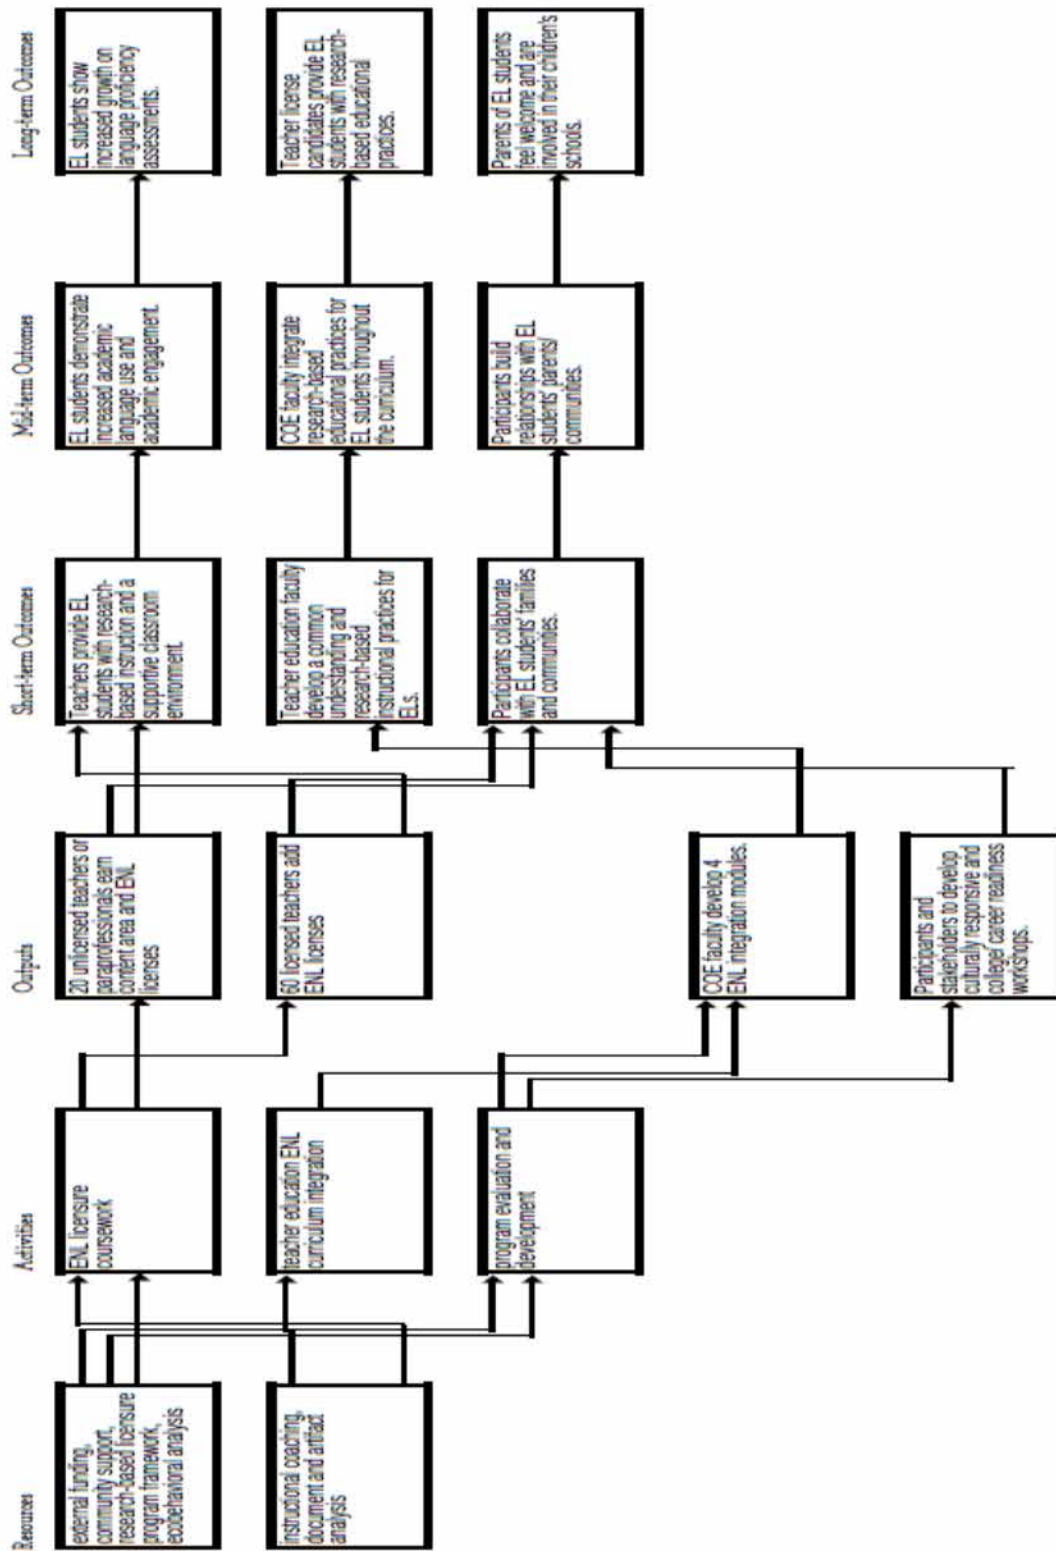 Resources
external funding,
community support,
research-based licensure
program framework,
ecobehavioral analysis
instructional coaching,
document and artifact
analysis
Activities
ENL licensure
coursework
teacher education ENL
curriculum integration
program evaluation and
development
Outputs
20 unlicensed teachers or
paraprofessionals earn
content area and ENL
licenses
60 licensed teachers add
ENL licenses
COE faculty develop 4
ENL integration modules.
Participants and
stakeholders to develop
culturally responsive and
college/ career readiness
workshops.
Short-term Outcomes
Teachers provide EL
students with research-
based instruction and a
supportive classroom
environment.
Teacher education faculty
develop a common
understanding and
research-based
instructional practices for
ELs.
Participants collaborate
with EL students' families
and communities.
Mid-term Outcomes
EL students demonstrate
increased academic
language use and
academic engagement.
COE faculty integrate
research-based
educational practices for
EL students throughout
the curriculum.
Participants build
relationships with EL
students' parents/
communities.
Long-term Outcomes
EL students show
increased growth on
language proficiency
assessments.
Teacher license
candidates provide EL
students with research-
based educational
practices.
Parents of EL students
feel welcome and are
involved in their children's
schools.